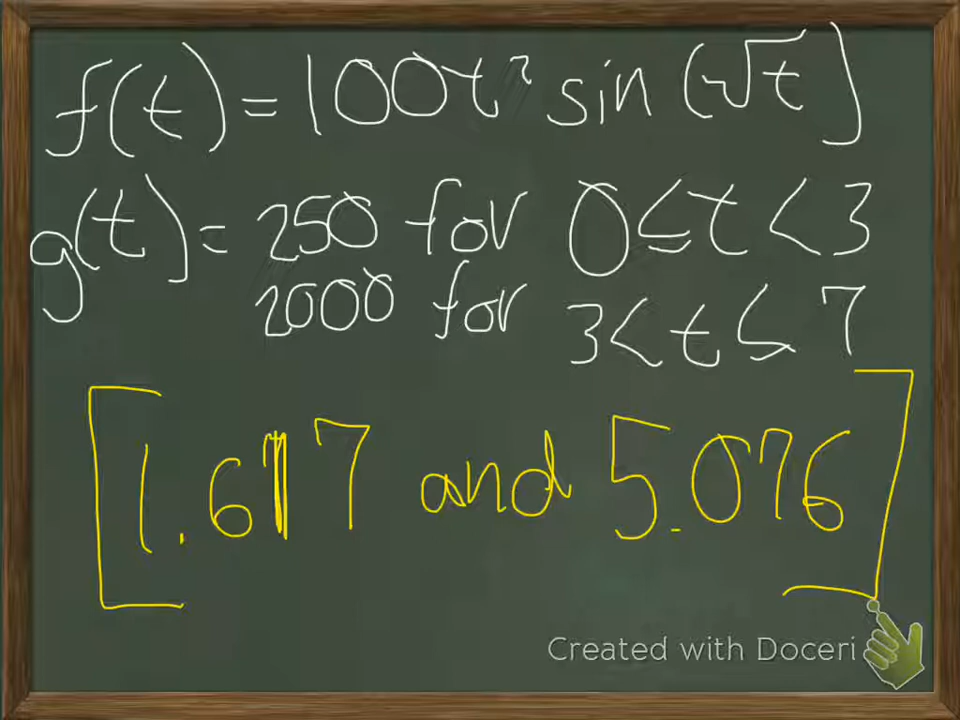 f(t) = 100t² sin(√t)
g(t) = 250 for 0≤t<3
2000 for 3<t≤7
[1.617 and 5.076]
Created with Doceri